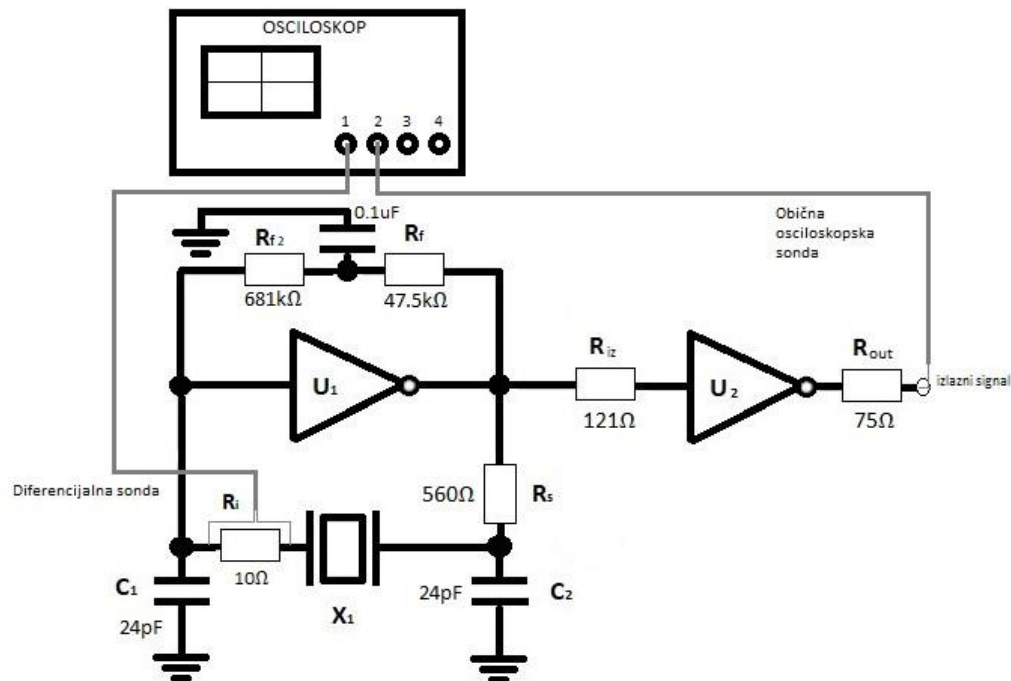 OSCILOSKOP
1 2 3 4
0.1uF
Rf2
Rf
681kΩ
47.5kΩ
Obična
osciloskopska
sonda
U1
Riz
121Ω
U2
Rout
75Ω
izlazni signal
Diferencijalna sonda
Ri
10Ω
560Ω
Rs
C1
24pF
X1
24pF
C2